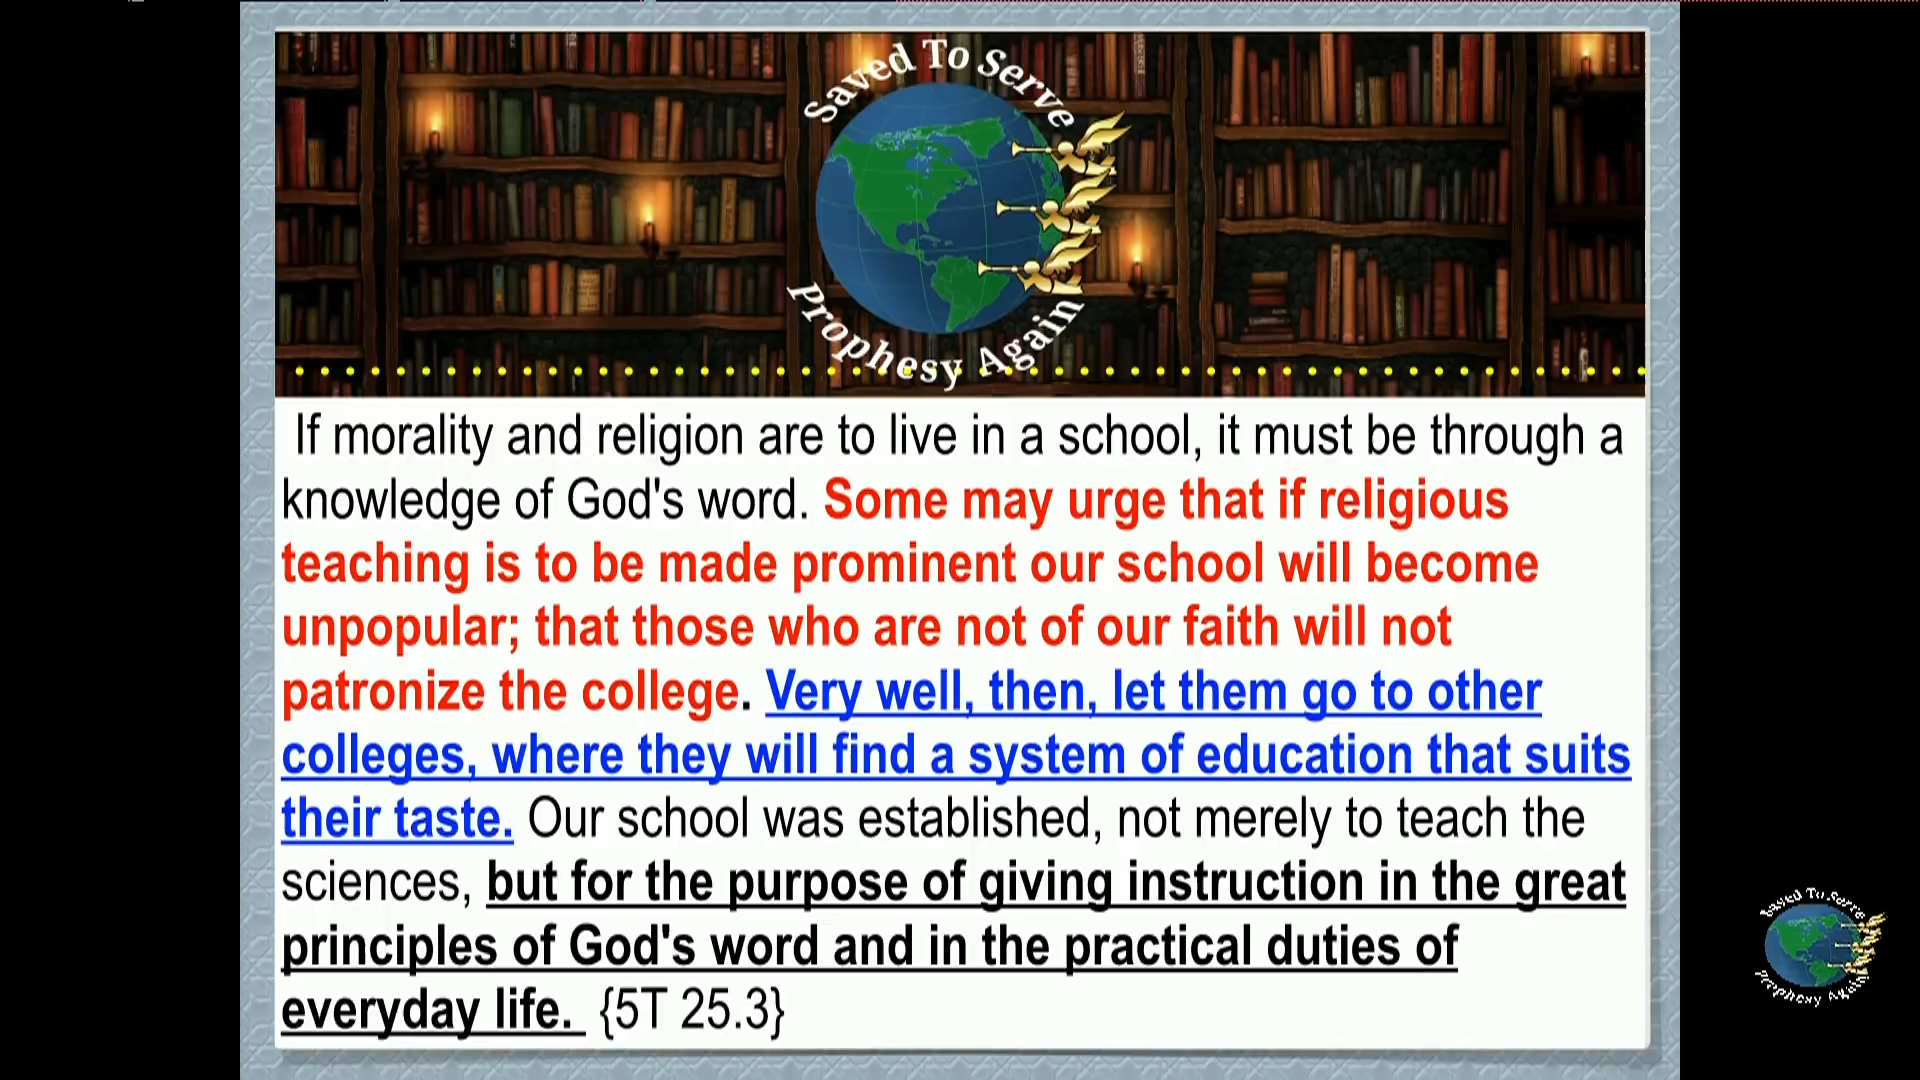 Saved To Serve
Prophesy Again
If morality and religion are to live in a school, it must be through a
knowledge of God's word. Some may urge that if religious
teaching is to be made prominent our school will become
unpopular; that those who are not of our faith will not
patronize the college. Very well, then, let them go to other
colleges, where they will find a system of education that suits
their taste. Our school was established, not merely to teach the
sciences, but for the purpose of giving instruction in the great
principles of God's word and in the practical duties of
everyday life. {5T 25.3}
Saved To Serve
Prophesy Again